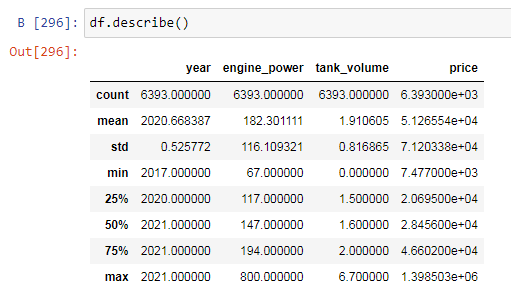 В [296]: df.describe()
Out[296]:
year engine_power tank_volume price
count 6393.000000 6393.000000 6393.000000 6.393000e+03
mean 2020.668387 182.301111 1.910605 5.126554e+04
std 0.525772 116.109321 0.816865 7.120338e+04
min 2017.000000 67.000000 0.000000 7.477000e+03
25% 2020.000000 117.000000 1.500000 2.069500e+04
50% 2021.000000 147.000000 1.600000 2.845600e+04
75% 2021.000000 194.000000 2.000000 4.660200e+04
max 2021.000000 800.000000 6.700000 1.398503e+06